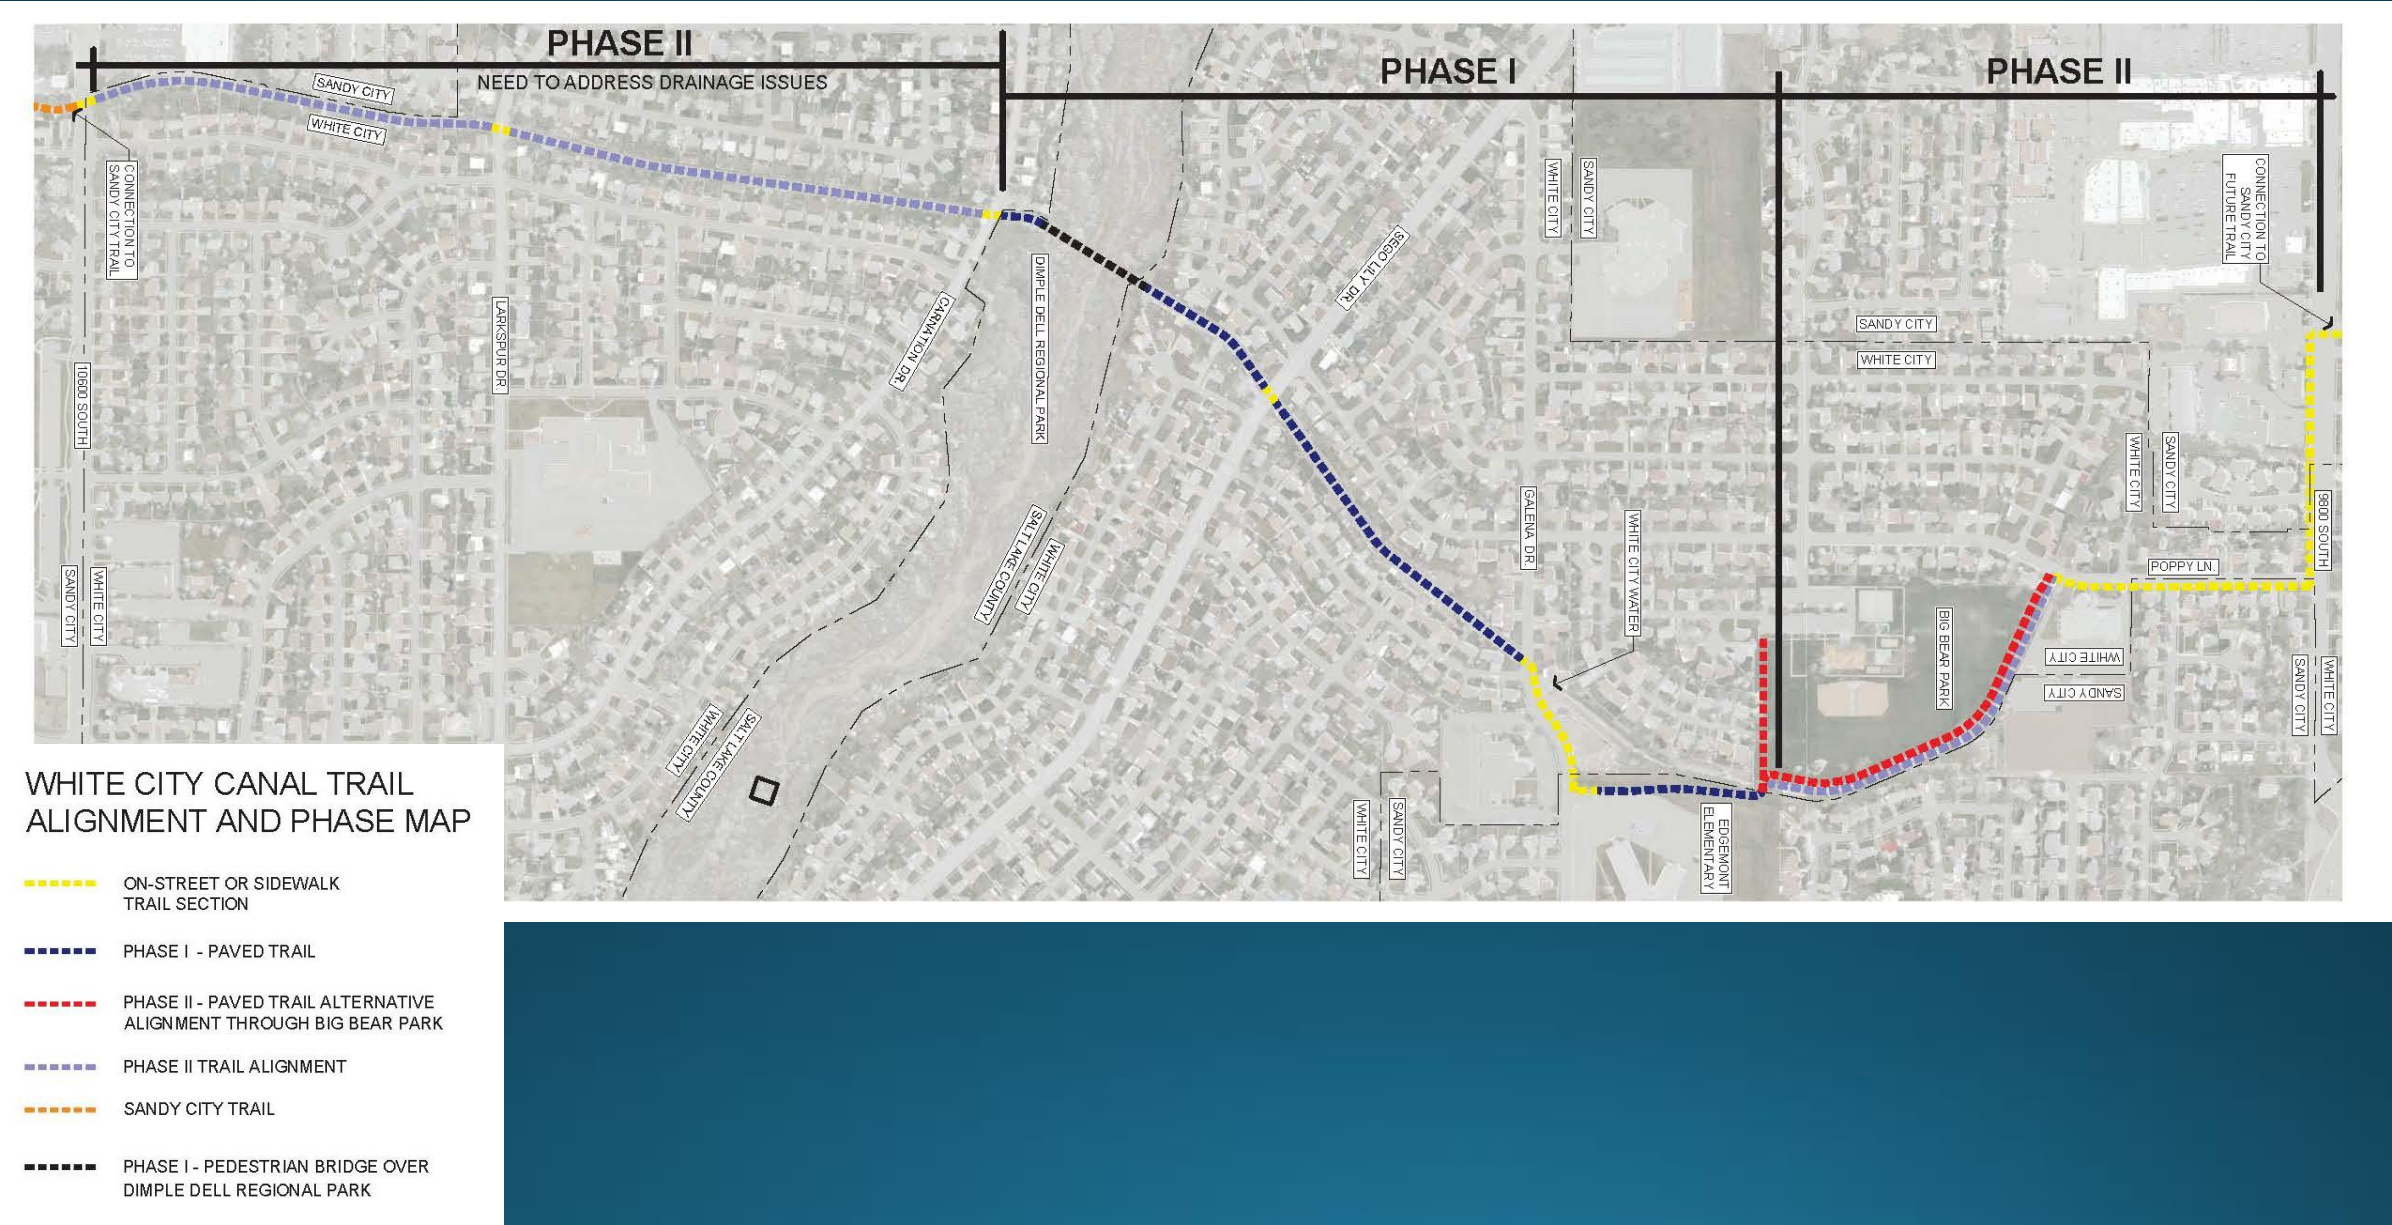 PHASE II
NEED TO ADDRESS DRAINAGE ISSUES
PHASE I
PHASE II
SANDY CITY
WHITE CITY
CONNECTION TO
SANDY CITY TRAIL
10600 SOUTH
WHITE CITY
SANDY CITY
LARKSPUR DR.
CARNATION DR.
DIMPLE DELL REGIONAL PARK
SALT LAKE COUNTY
WHITE CITY
WHITE CITY
SALT LAKE COUNTY
SEGO LILY DR.
WHITE CITY
SANDY CITY
GALENA DR.
WHITE CITY WATER
WHITE CITY
SANDY CITY
EDGEMONT
ELEMENTARY
SANDY CITY
WHITE CITY
CONNECTION TO
SANDY CITY
FUTURE TRAIL
WHITE CITY
SANDY CITY
9800 SOUTH
POPPY LN.
BIG BEAR PARK
WHITE CITY
SANDY CITY
SANDY CITY
WHITE CITY
WHITE CITY CANAL TRAIL
ALIGNMENT AND PHASE MAP
ON-STREET OR SIDEWALK
TRAIL SECTION
PHASE I - PAVED TRAIL
PHASE II - PAVED TRAIL ALTERNATIVE
ALIGNMENT THROUGH BIG BEAR PARK
PHASE II TRAIL ALIGNMENT
SANDY CITY TRAIL
PHASE I - PEDESTRIAN BRIDGE OVER
DIMPLE DELL REGIONAL PARK